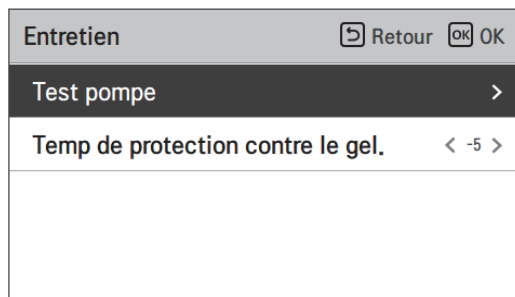 Entretien Retour OK OK
Test pompe >
Temp de protection contre le gel. < -5 >